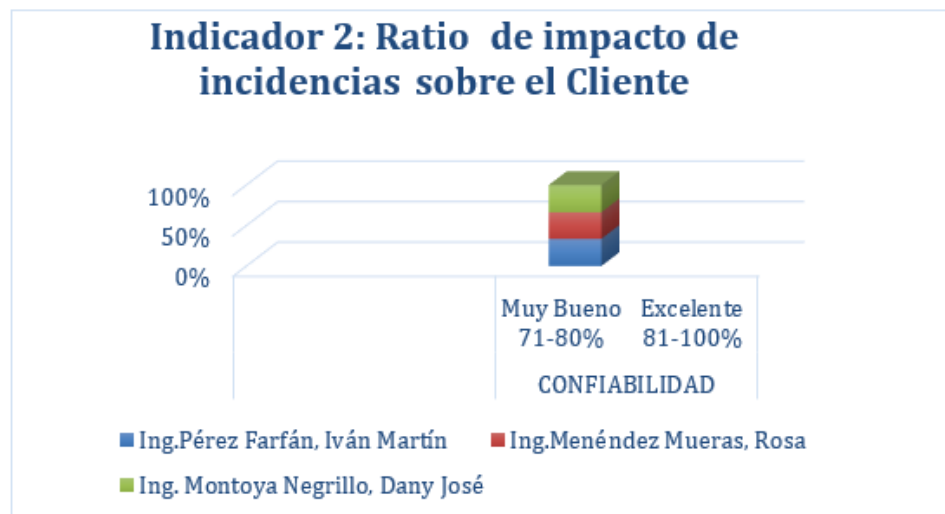 Indicador 2: Ratio de impacto de
incidencias sobre el Cliente
100%
50%
0%
Muy Bueno Excelente
71-80% 81-100%
CONFIABILIDAD
Ing.Pérez Farfán, Iván Martín Ing.Menéndez Mueras, Rosa
Ing. Montoya Negrillo, Dany José